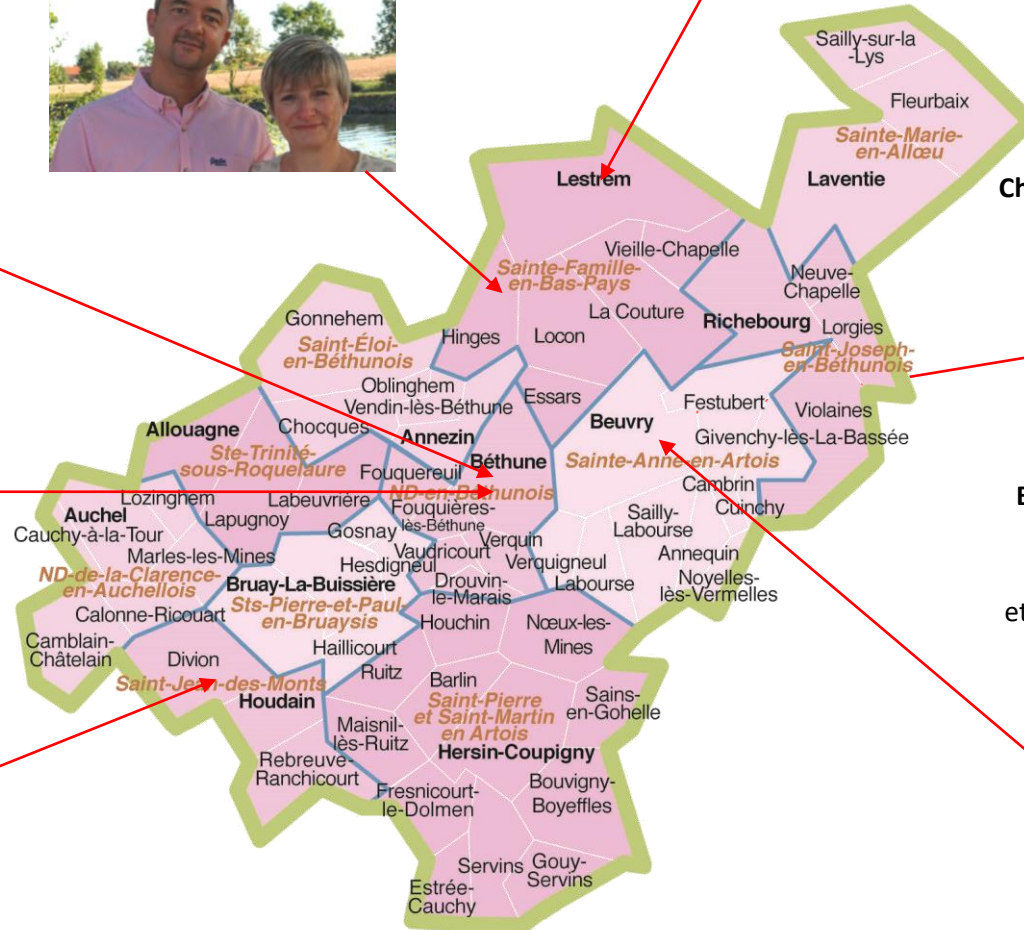 Sailly-sur-la
-Lys
Fleurbaix
Sainte-Marie-
en-Allœu
Laventie
Ch
Lestrem
Vieille-Chapelle
Sainte-Famille-
en-Bas-Pays
La Couture
Neuve-
Chapelle
Richebourg
Lorgies
Saint-Joseph-
en-Béthunois
Gonnehem
Saint-Éloi-
en-Béthunois
Hinges
Locon
Oblinghem
Vendin-lès-Béthune
Essars
Festubert
Violaines
Beuvry
Givenchy-lès-La-Bassée
Sainte-Anne-en-Artois
Allouagne
Chocques
Annezin
Ste-Trinité-
sous-Roquelaure
Fouquereuil
Béthune
ND-en-Béthunois
Cambrin
Cuinchy
Lozinghem
Labeuvrière
Lapugnoy
Auchel
Cauchy-à-la-Tour
Marles-les-Mines
Fouquières-
lès-Béthune
Gosnay
Vaudricourt
Verquin
Hesdigneul
Verquigneul
Sailly-
Labourse
Annequin
E
Labourse
Noyelles-
lès-Vermelles
et
ND-de-la-Clarence-
en-Auchellois
Bruay-La-Buissière
Drouvin-
le-Marais
Sts-Pierre-et-Paul-
en-Bruaysis
Calonne-Ricouart
Houchin
Nœux-les-
Mines
Camblain-
Châtelain
Haillicourt
Divion
Ruitz
Saint-Jean-des-Monts
Houdain
Barlin
Saint-Pierre
et Saint-Martin
en Artois
Sains-
en-Gohelle
Maisnil-
lès-Ruitz
Hersin-Coupigny
Rebreuve-
Ranchicourt
Bouvigny-
Boyeffles
Fresnicourt-
le-Dolmen
Servins
Gouy-
Servins
Estrée-
Cauchy